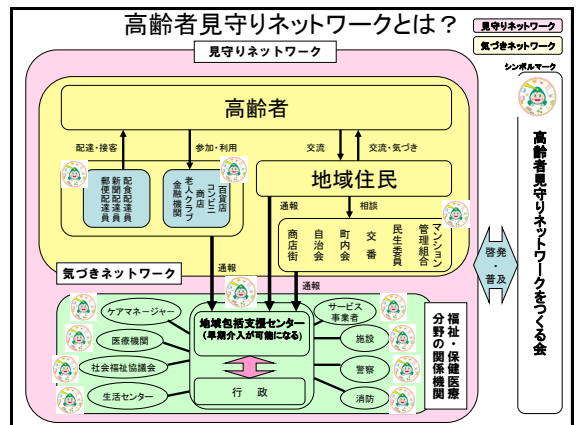 高齢者見守りネットワークとは？
見守りネットワーク
気づきネットワーク
シンボルマーク
見守りネットワーク
高齢者
配達・接客
参加・利用
交流
交流・気づき
配食配達員
新聞配達員
郵便配達員
百貨店
コンビニ
商店
老人クラブ
金融機関
地域住民
通報
相談
マンション
管理組合
民生委員
交番
町内会
自治会
商店街
気づきネットワーク
通報
通報
地域包括支援センター
(早期介入が可能になる)
行政
ケアマネージャー
医療機関
社会福祉協議会
生活センター
サービス
事業者
施設
警察
消防
福祉・保健医療
分野の関係機関
啓発
・
普及
高齢者見守りネットワークをつくる会